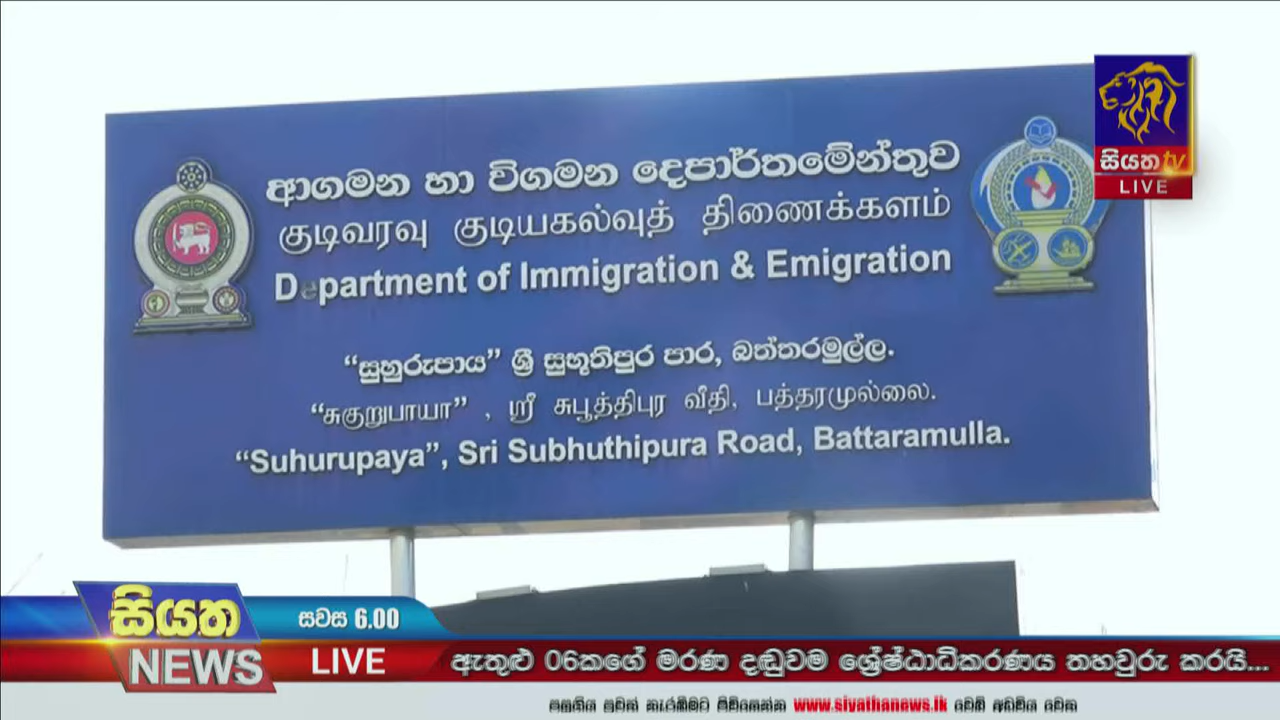 සියත tv
LIVE
ආගමන හා විගමන දෙපාර්තමේන්තුව
குடிவரவு குடியகல்வுத் திணைக்களம்
Department of Immigration & Emigration
“සුහුරුපාය” ශ්‍රී සුභූතිපුර පාර, බත්තරමුල්ල.
“சுகுறுபாயா” , ஸ்ரீ சுபூத்திபுர வீதி, பத்தரமுல்லை.
“Suhurupaya”, Sri Subhuthipura Road, Battaramulla.
සියත
NEWS
සවස 6.00
LIVE
ඇතුළු 06කගේ මරණ දඬුවම ශ්‍රේෂ්ඨාධිකරණය තහවුරු කරයි...
www.siyathanews.lk වෙබ් අඩවිය වෙත